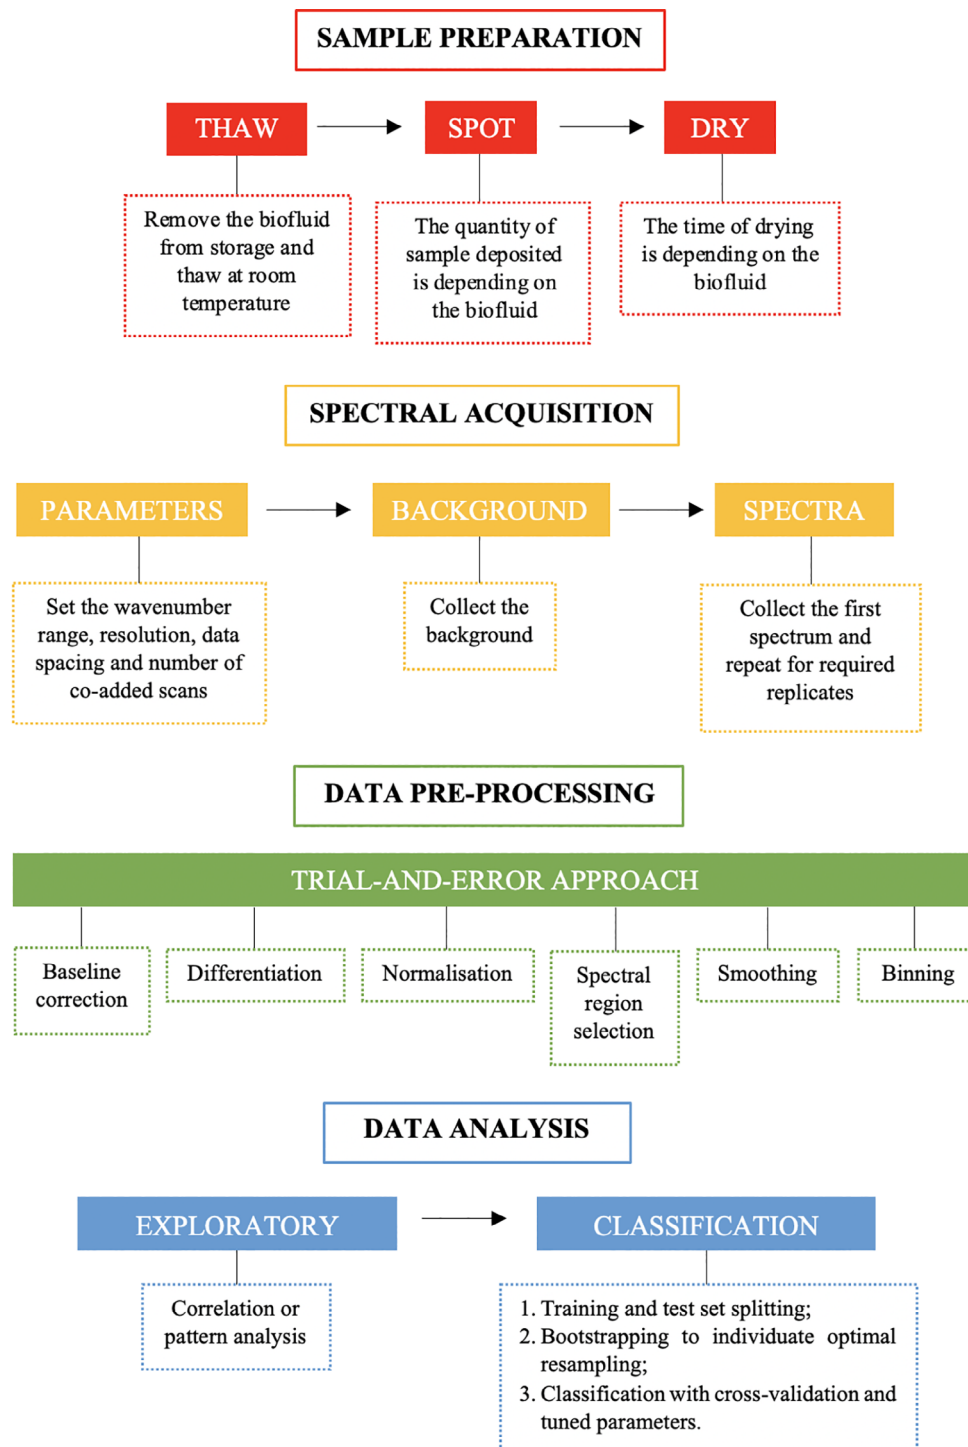 SAMPLE PREPARATION
THAW
SPOT
DRY
Remove the biofluid
from storage and
thaw at room
temperature
The quantity of
sample deposited
is depending on
the biofluid
The time of drying
is depending on the
biofluid
SPECTRAL ACQUISITION
PARAMETERS
BACKGROUND
SPECTRA
Set the wavenumber
range, resolution, data
spacing and number of
co-added scans
Collect the
background
Collect the first
spectrum and
repeat for required
replicates
DATA PRE-PROCESSING
TRIAL-AND-ERROR APPROACH
Baseline
correction
Differentiation
Normalisation
Spectral
region
selection
Smoothing
Binning
DATA ANALYSIS
EXPLORATORY
CLASSIFICATION
Correlation or
pattern analysis
1. Training and test set splitting;
2. Bootstrapping to individuate optimal
resampling;
3. Classification with cross-validation and
tuned parameters.